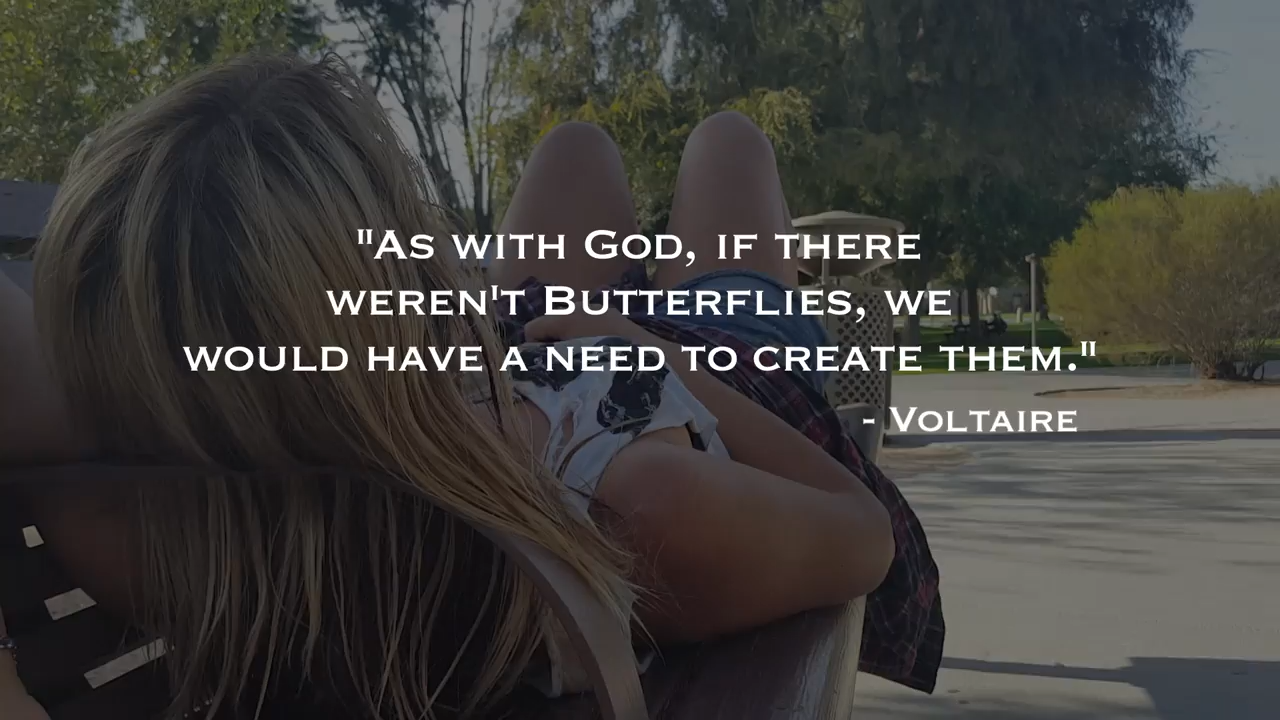 "As with God, if there
weren't Butterflies, we
would have a need to create them."
- Voltaire